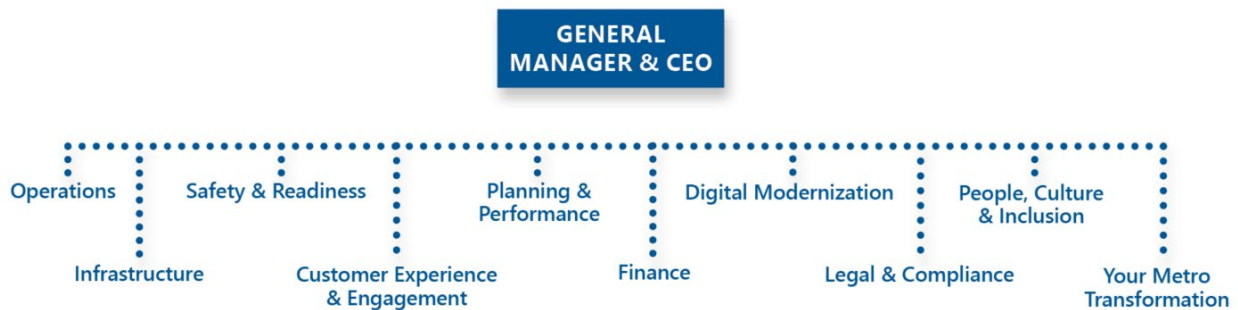 GENERAL
MANAGER & CEO
Operations
Safety & Readiness
Planning &
Performance
Digital Modernization
People, Culture
& Inclusion
Infrastructure
Customer Experience
& Engagement
Finance
Legal & Compliance
Your Metro
Transformation